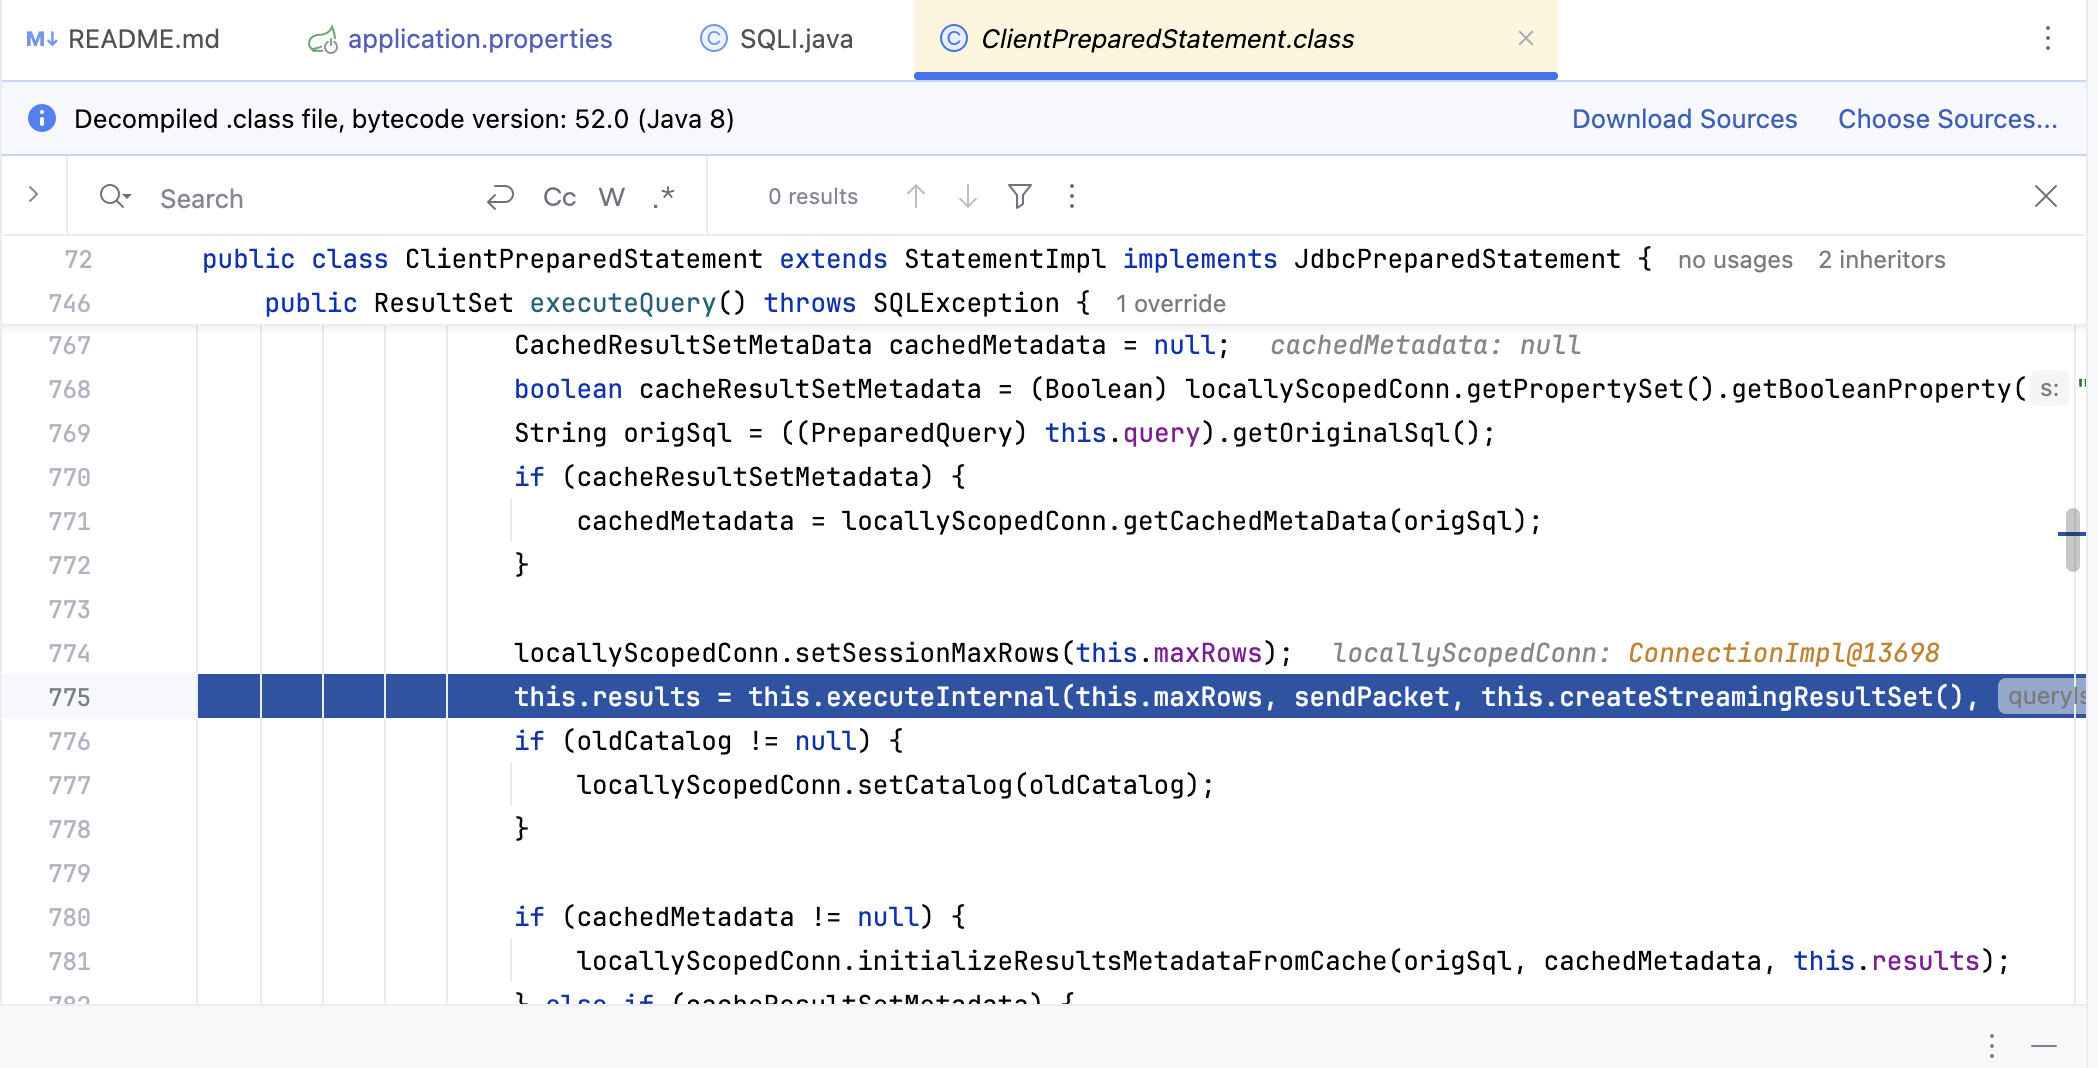 M↓ README.md application.properties SQLI.java ClientPreparedStatement.class
Decompiled .class file, bytecode version: 52.0 (Java 8) Download Sources Choose Sources...
Search Cc W .* 0 results
72 public class ClientPreparedStatement extends StatementImpl implements JdbcPreparedStatement { no usages 2 inheritors
746 public ResultSet executeQuery() throws SQLException { 1 override
767 CachedResultSetMetaData cachedMetadata = null; cachedMetadata: null
768 boolean cacheResultSetMetadata = (Boolean) locallyScopedConn.getPropertySet().getBooleanProperty( s: "
769 String origSql = ((PreparedQuery) this.query).getOriginalSql();
770 if (cacheResultSetMetadata) {
771 cachedMetadata = locallyScopedConn.getCachedMetaData(origSql);
772 }
773
774 locallyScopedConn.setSessionMaxRows(this.maxRows); locallyScopedConn: ConnectionImpl@13698
775 this.results = this.executeInternal(this.maxRows, sendPacket, this.createStreamingResultSet(), queryIs
776 if (oldCatalog != null) {
777 locallyScopedConn.setCatalog(oldCatalog);
778 }
779
780 if (cachedMetadata != null) {
781 locallyScopedConn.initializeResultsMetadataFromCache(origSql, cachedMetadata, this.results);
782 } else if (cacheResultSetMetadata) {